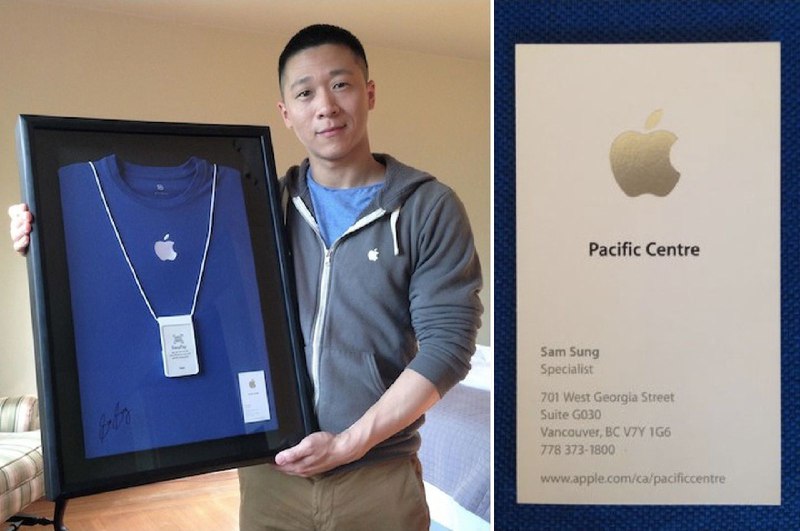 Pacific Centre
Sam Sung
Specialist
701 West Georgia Street
Suite G030
Vancouver, BC V7Y 1G6
778 373-1800
www.apple.com/ca/pacificcentre